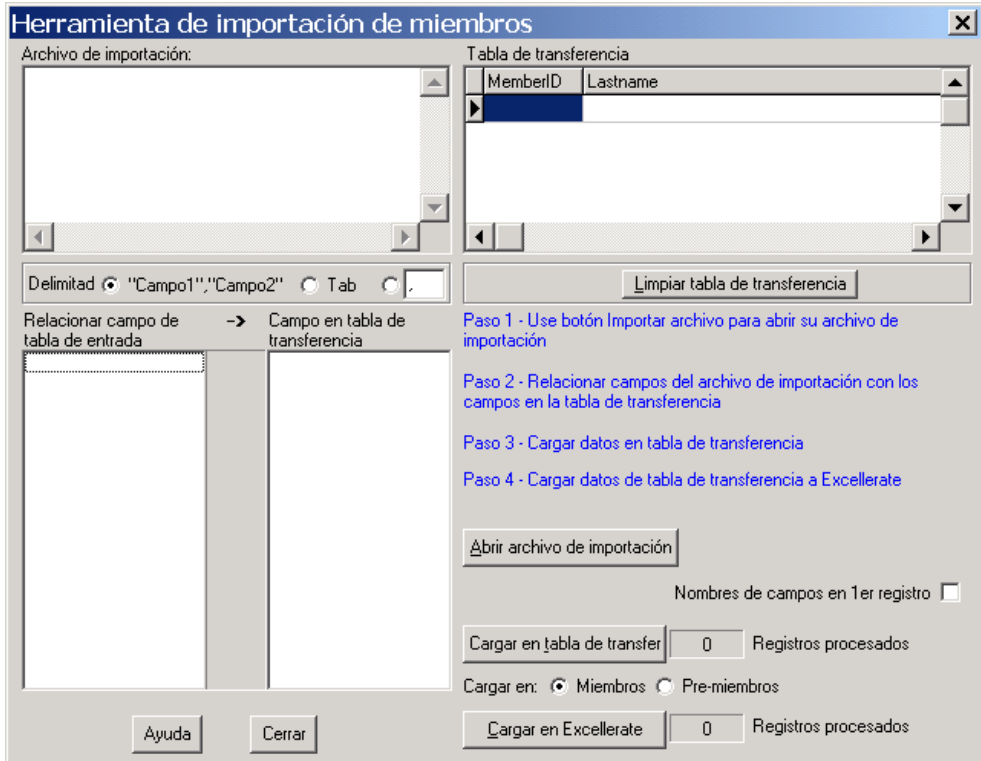 Herramienta de importación de miembros
Archivo de importación:
Tabla de transferencia
MemberID Lastname
Delimitad "Campo1","Campo2" Tab ,
Limpiar tabla de transferencia
Relacionar campo de
tabla de entrada
->
Campo en tabla de
transferencia
Paso 1 - Use botón Importar archivo para abrir su archivo de
importación
Paso 2 - Relacionar campos del archivo de importación con los
campos en la tabla de transferencia
Paso 3 - Cargar datos en tabla de transferencia
Paso 4 - Cargar datos de tabla de transferencia a Excellerate
Abrir archivo de importación
Nombres de campos en 1er registro
Cargar en tabla de transfer 0 Registros procesados
Cargar en: Miembros Pre-miembros
Cargar en Excellerate 0 Registros procesados
Ayuda Cerrar